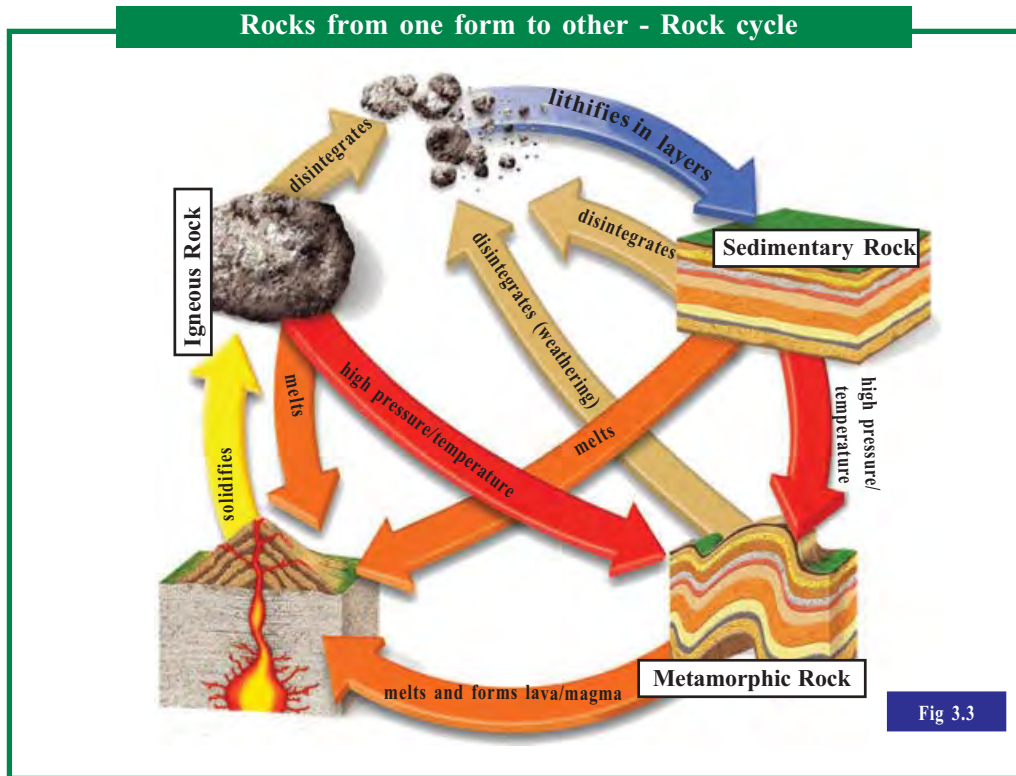 Rocks from one form to other - Rock cycle
disintegrates
lithifies in layers
Igneous Rock
disintegrates
Sedimentary Rock
disintegrates (weathering)
melts
high pressure/temperature
melts
high pressure/
temperature
solidifies
melts and forms lava/magma
Metamorphic Rock
Fig 3.3